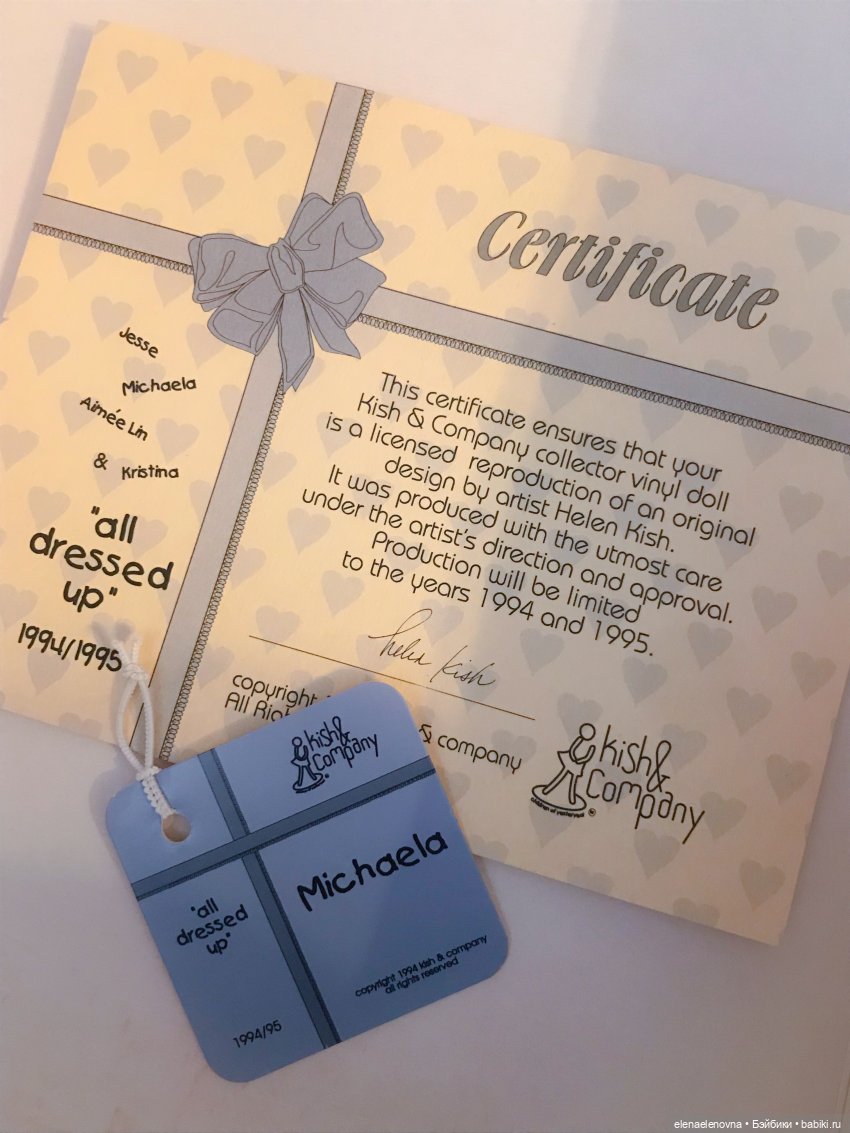 Certificate
Jesse
Michaela
Aimée Lin
& Kristina
"all
dressed
up"
1994/1995
This certificate ensures that your
Kish & Company collector vinyl doll
is a licensed reproduction of an original
design by artist Helen Kish.
It was produced with the utmost care
under the artist's direction and approval.
Production will be limited
to the years 1994 and 1995.
helen kish
copyright
& company
All
kish&
Company
children of yesteryear ®
kish&
Company
Michaela
"all
dressed
up"
copyright 1994 kish & company
all rights reserved
1994/95
elenaelenovna • Бэйбики • babiki.ru